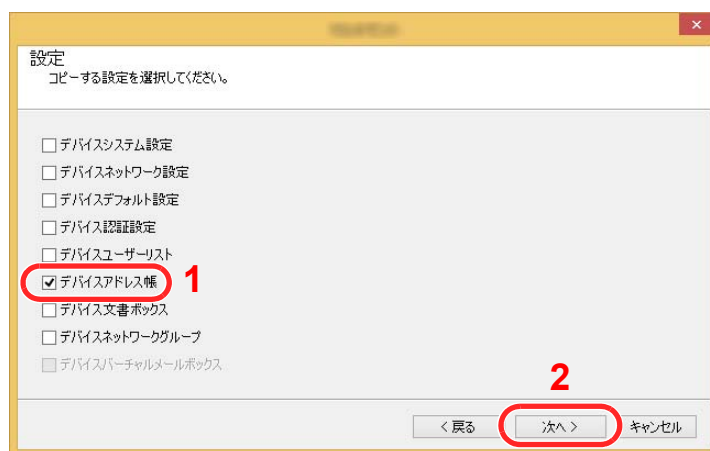 設定
コピーする設定を選択してください。
デバイスシステム設定
デバイスネットワーク設定
デバイスデフォルト設定
デバイス認証設定
デバイスユーザーリスト
デバイスアドレス帳
1
デバイス文書ボックス
デバイスネットワークグループ
デバイスバーチャルメールボックス
2
< 戻る 次へ > キャンセル